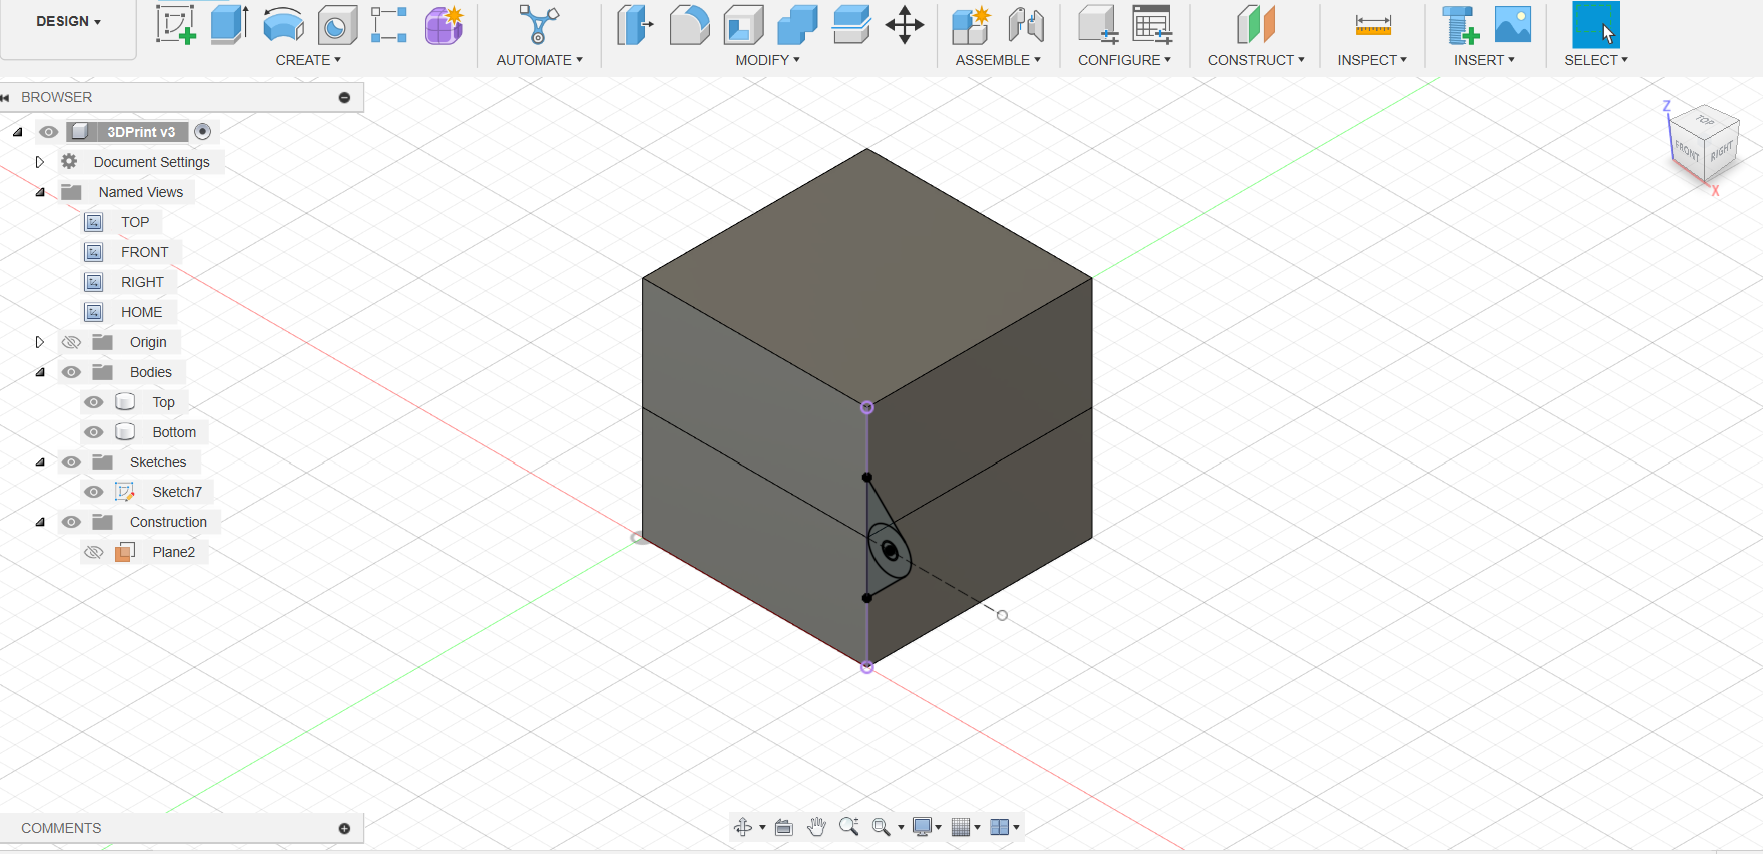 DESIGN
CREATE
AUTOMATE
MODIFY
ASSEMBLE
CONFIGURE
CONSTRUCT
INSPECT
INSERT
SELECT
BROWSER
3DPrint v3
Document Settings
Named Views
TOP
FRONT
RIGHT
HOME
Origin
Bodies
Top
Bottom
Sketches
Sketch7
Construction
Plane2
Z
TOP
FRONT
RIGHT
X
COMMENTS